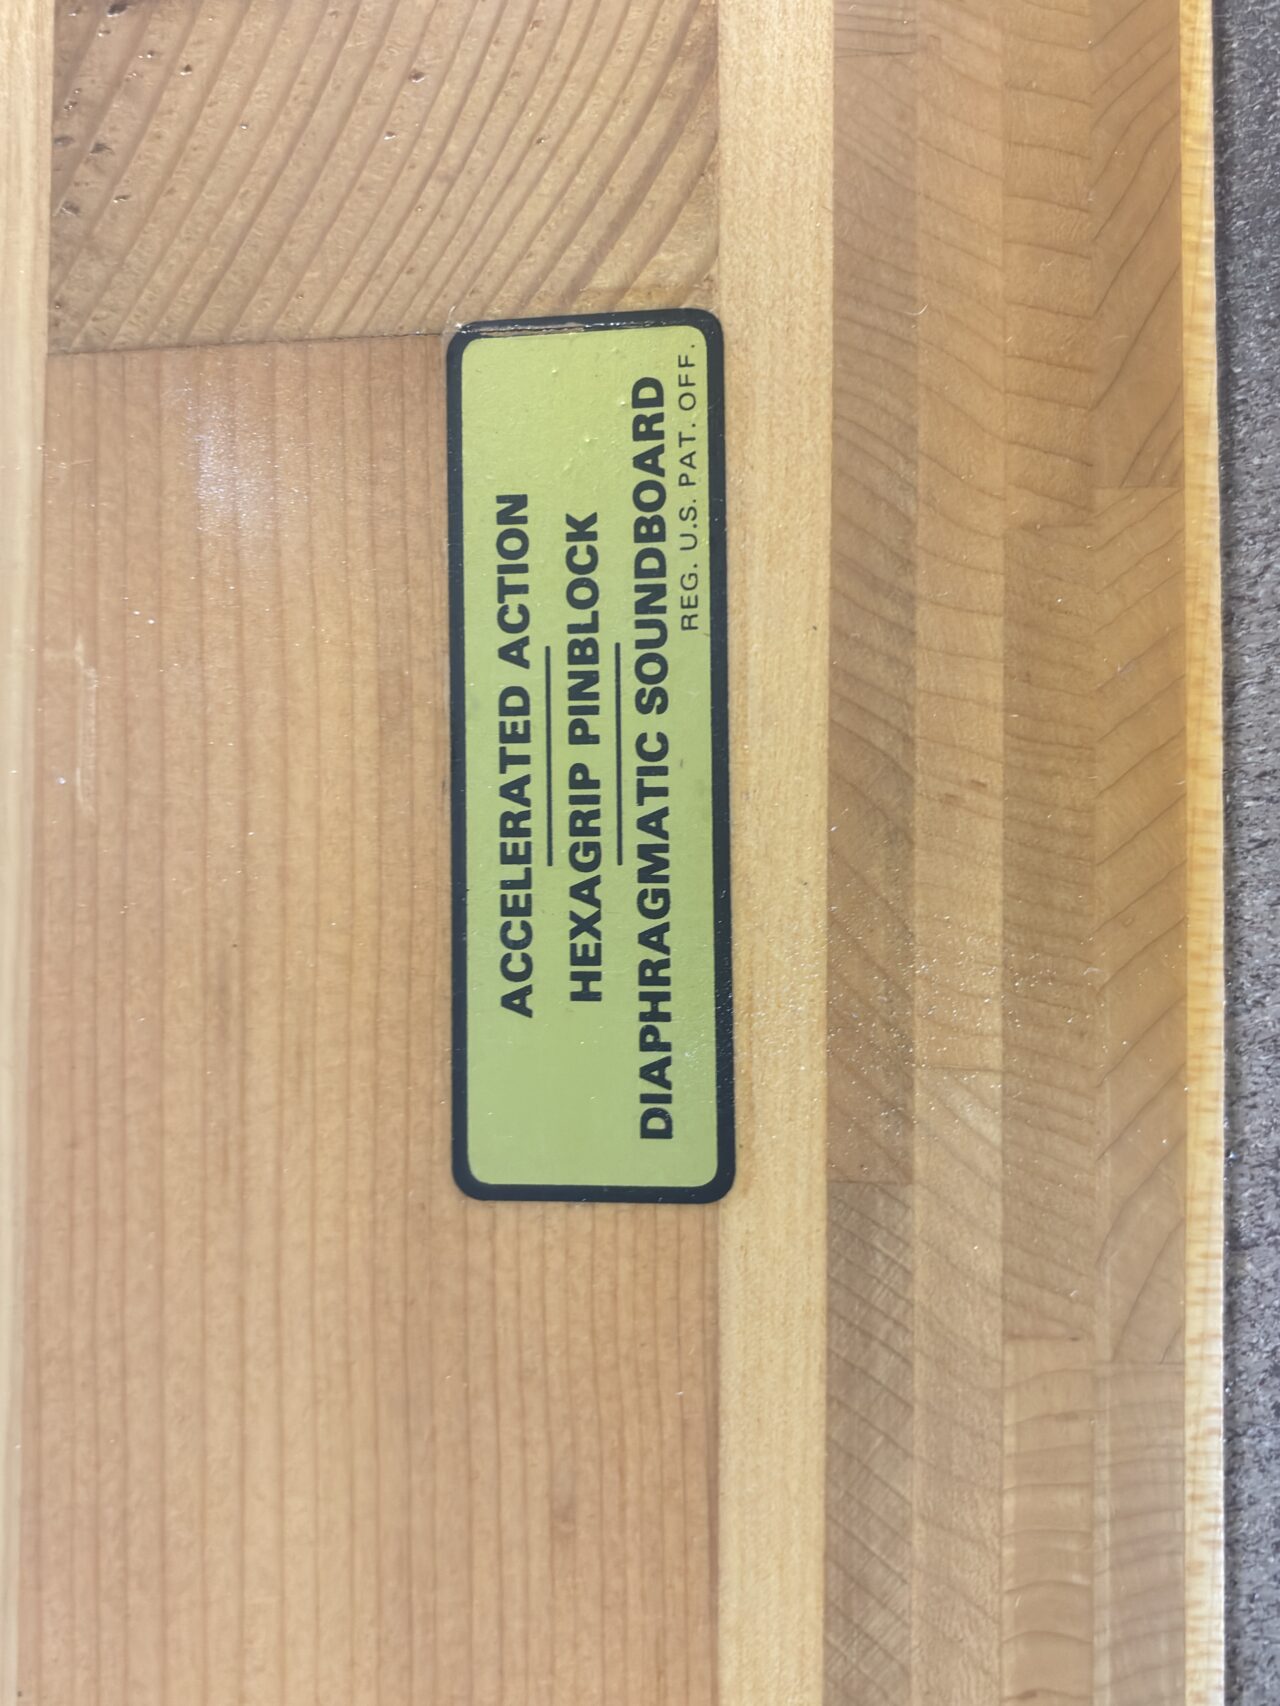 ACCELERATED ACTION
HEXAGRIP PINBLOCK
DIAPHRAGMATIC SOUNDBOARD
REG. U.S. PAT. OFF.